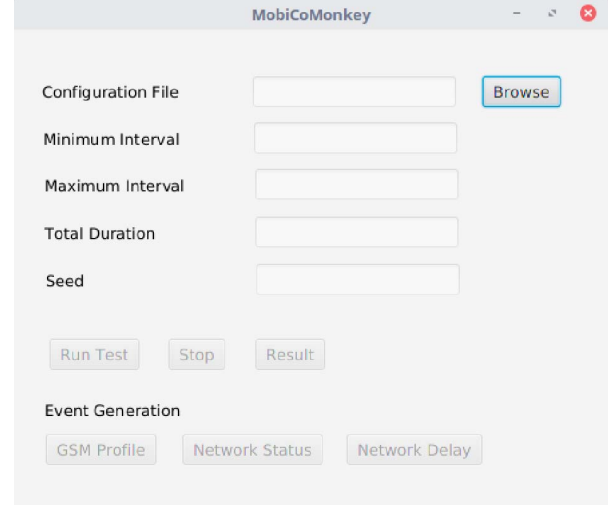 MobiCoMonkey
Configuration File Browse
Minimum Interval
Maximum Interval
Total Duration
Seed
Run Test Stop Result
Event Generation
GSM Profile Network Status Network Delay